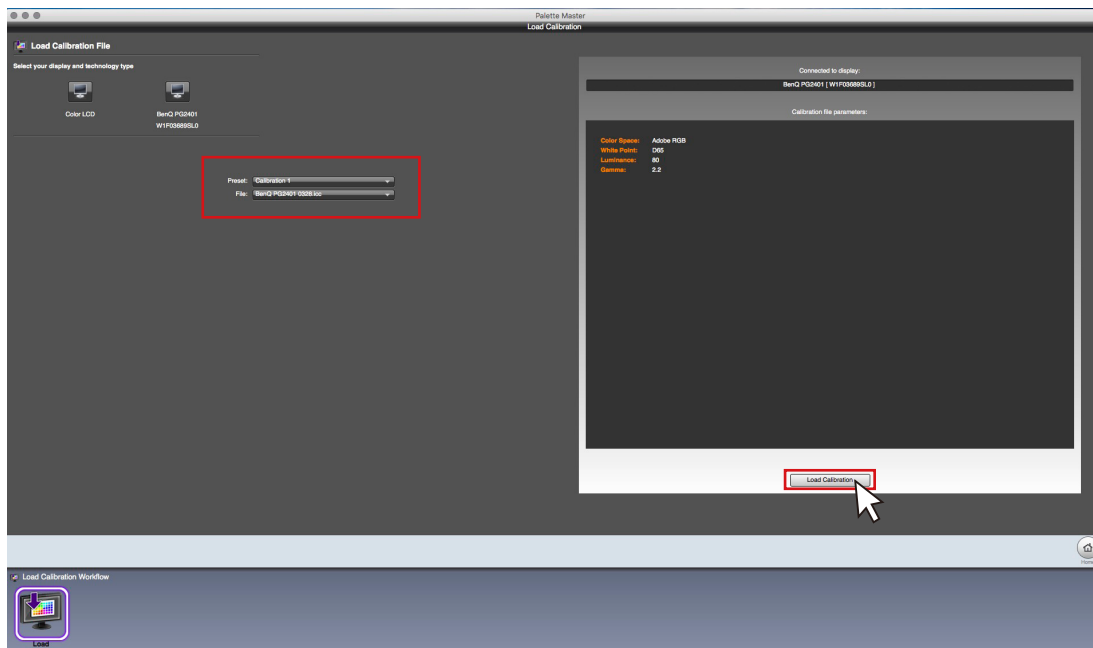 Palette Master
Load Calibration
Load Calibration File
Select your display and technology type
Color LCD
BenQ PG2401
W1F03689SL0
Preset: Calibration 1
File: BenQ PG2401 0328.icc
Connected to display:
BenQ PG2401 [ W1F03689SL0 ]
Calibration file parameters:
Color Space: Adobe RGB
White Point: D65
Luminance: 80
Gamma: 2.2
Load Calibration
Home
Load Calibration Workflow
Load